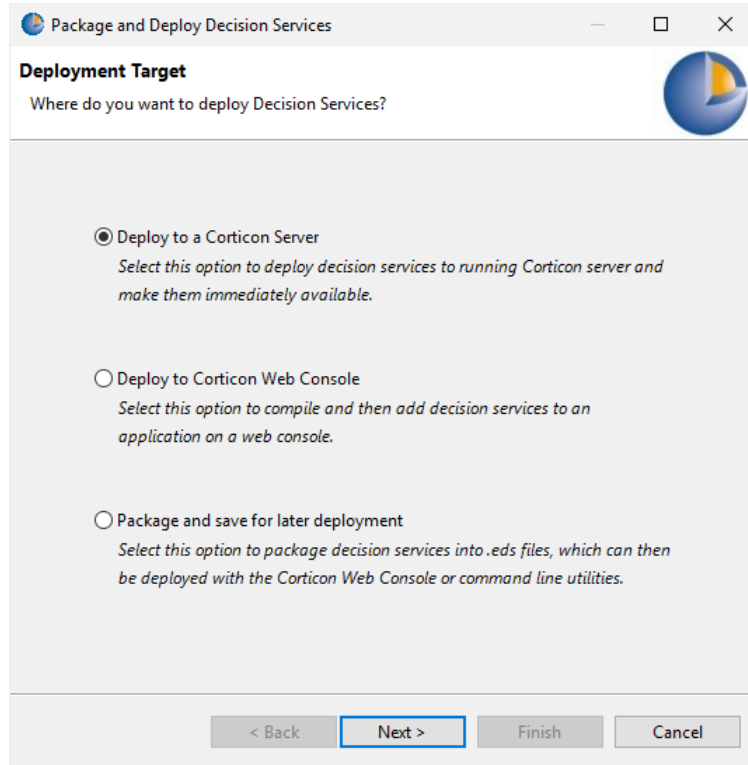 Package and Deploy Decision Services
Deployment Target
Where do you want to deploy Decision Services?
Deploy to a Corticon Server
Select this option to deploy decision services to running Corticon server and
make them immediately available.
Deploy to Corticon Web Console
Select this option to compile and then add decision services to an
application on a web console.
Package and save for later deployment
Select this option to package decision services into .eds files, which can then
be deployed with the Corticon Web Console or command line utilities.
< Back Next > Finish Cancel